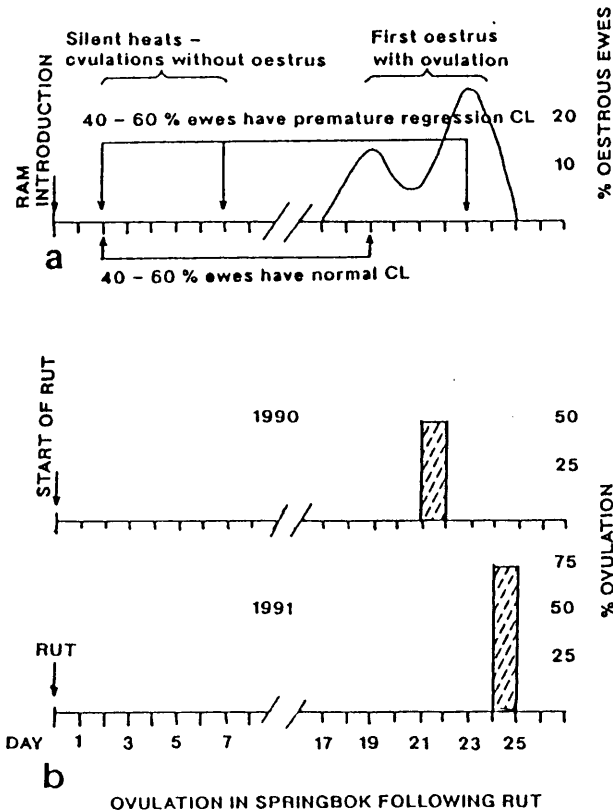 Silent heats –
ovulations without oestrus
First oestrus
with ovulation
RAM
INTRODUCTION
40 – 60 % ewes have premature regression CL
20
10
% OESTROUS EWES
a
40 – 60 % ewes have normal CL
START OF RUT
1990
50
25
% OVULATION
1991
75
50
25
RUT
DAY 1 3 5 7 17 19 21 23 25
b
OVULATION IN SPRINGBOK FOLLOWING RUT